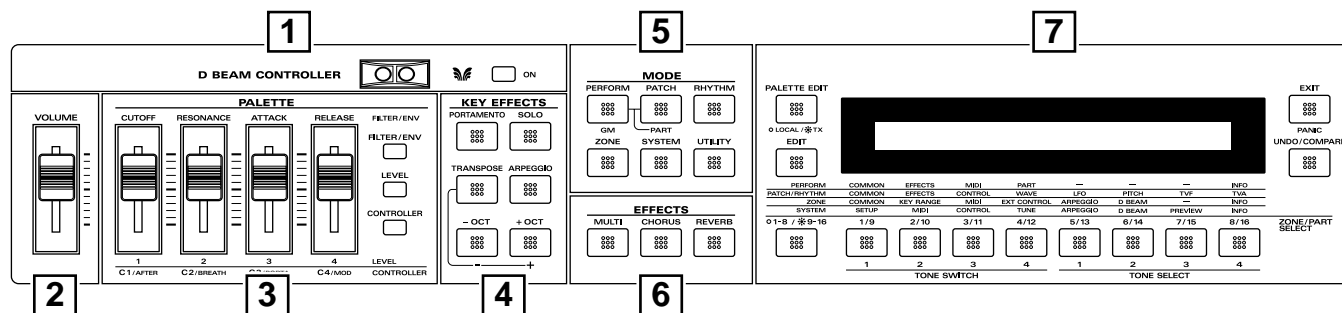 1
5
7
D BEAM CONTROLLER
ON
2
VOLUME
PALETTE
CUTOFF RESONANCE ATTACK RELEASE FILTER/ENV
FILTER/ENV
LEVEL
CONTROLLER
1 2 3 4 LEVEL
C1/AFTER C2/BREATH C4/MOD CONTROLLER
3
KEY EFFECTS
PORTAMENTO SOLO
TRANSPOSE ARPEGGIO
– OCT + OCT
– +
4
MODE
PERFORM PATCH RHYTHM
GM PART
ZONE SYSTEM UTILITY
EFFECTS
MULTI CHORUS REVERB
6
PALETTE EDIT
LOCAL / TX
EDIT
EXIT
PANIC
UNDO/COMPARE
PERFORM COMMON EFFECTS MIDI PART – – – INFO
PATCH/RHYTHM COMMON EFFECTS CONTROL WAVE LFO PITCH TVF TVA
ZONE COMMON KEY RANGE MIDI EXT CONTROL ARPEGGIO D BEAM – INFO
SYSTEM SETUP MIDI CONTROL TUNE ARPEGGIO D BEAM PREVIEW INFO
1-8 / 9-16 1/9 2/10 3/11 4/12 5/13 6/14 7/15 8/16 ZONE/PART
SELECT
1 2 3 4 1 2 3 4
TONE SWITCH TONE SELECT